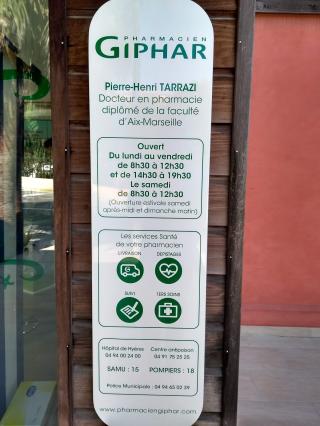 PHARMACIEN
GIPHAR
Pierre-Henri TARRAZI
Docteur en pharmacie
diplômé de la faculté
d'Aix-Marseille
Ouvert
Du lundi au vendredi
de 8h30 à 12h30
et de 14h30 à 19h30
Le samedi
de 8h30 à 12h30
(Ouverture estivale samedi
après-midi et dimanche matin)
Les services Santé
de votre pharmacien
LIVRAISON DÉPISTAGES
SUIVI 1ERS SOINS
Hôpital de Hyères Centre antipoison
04 94 00 24 00 04 91 75 25 25
SAMU : 15 POMPIERS : 18
Police Municipale : 04 94 65 02 39
www.pharmaciengiphar.com